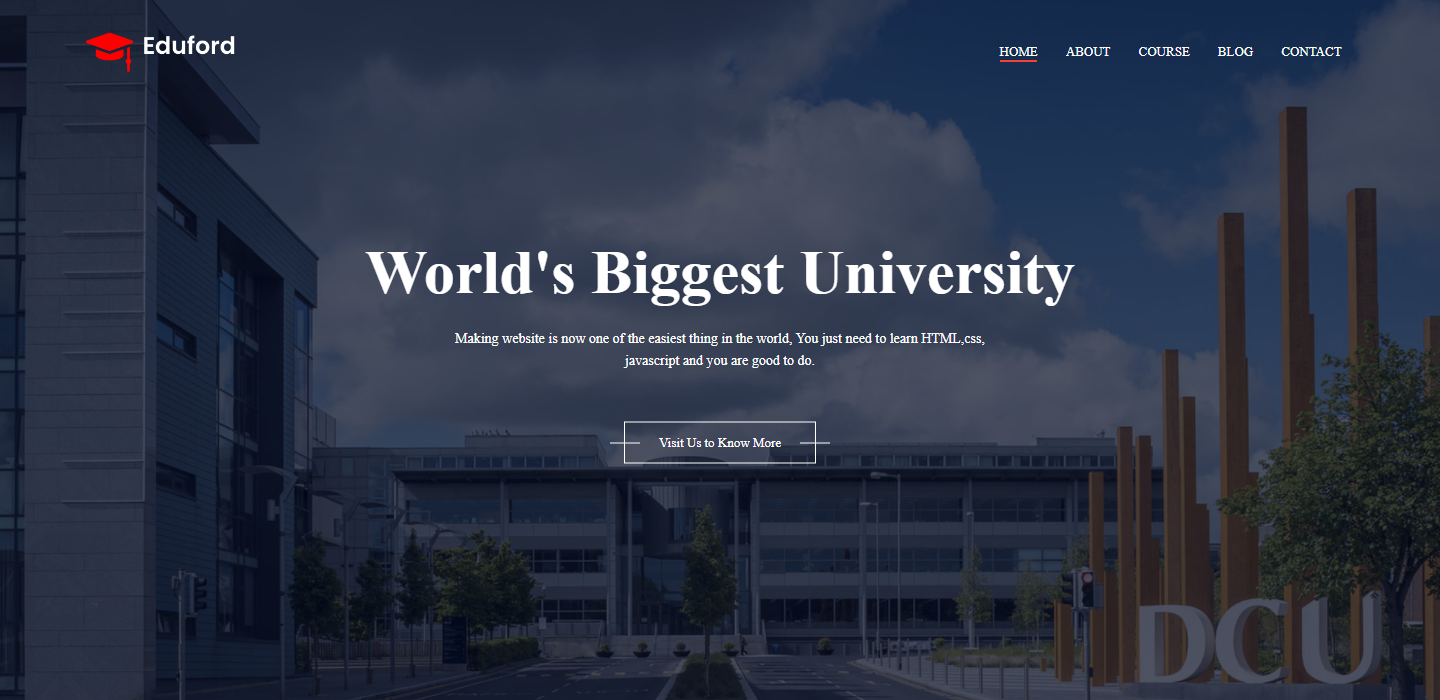 Eduford
HOME ABOUT COURSE BLOG CONTACT
World's Biggest University
Making website is now one of the easiest thing in the world, You just need to learn HTML,css,
javascript and you are good to do.
Visit Us to Know More
DCU